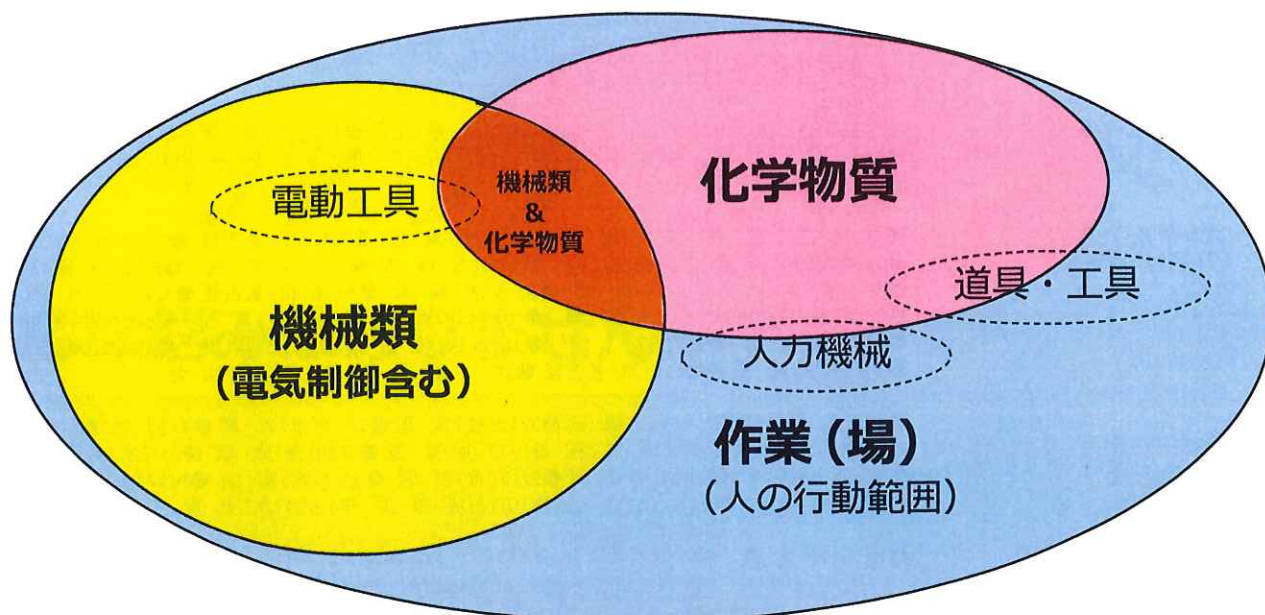 化学物質
機械類
&
化学物質
電動工具
道具・工具
機械類
(電気制御含む)
人力機械
作業(場)
(人の行動範囲)